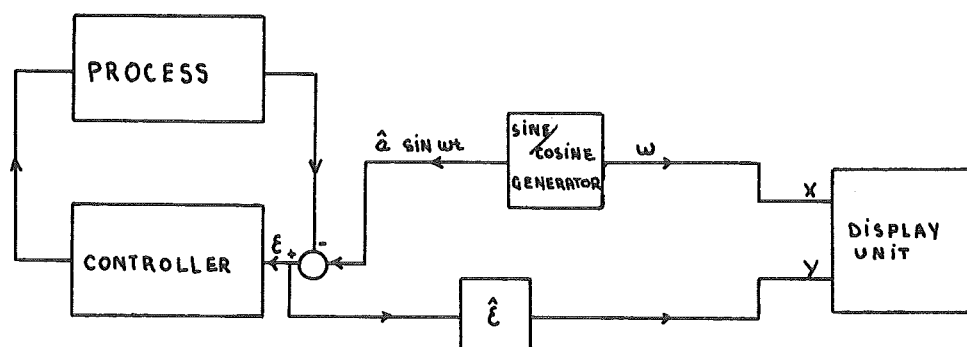 PROCESS
CONTROLLER
ε
+
-
â sin ωt
SINE/
COSINE
GENERATOR
ω
ε̂
X
Y
DISPLAY
UNIT